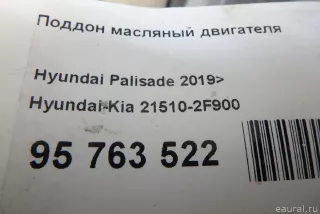 Поддон масляный двигателя
Hyundai Palisade 2019>
Hyundai-Kia 21510-2F900
95 763 522
eaural.ru